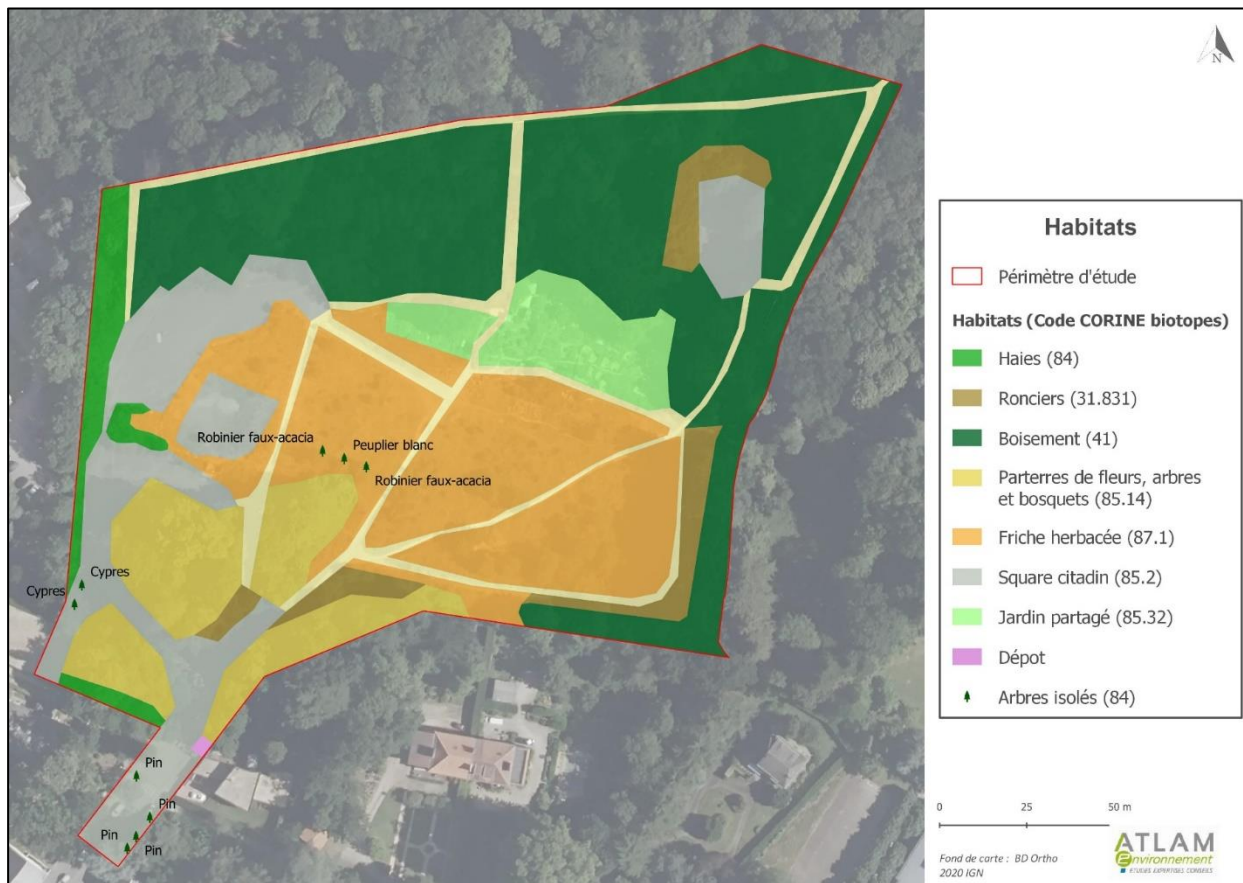 N
Robinier faux-acacia
Peuplier blanc
Robinier faux-acacia
Cypres
Cypres
Pin
Pin
Pin
Pin
Habitats
Périmètre d'étude
Habitats (Code CORINE biotopes)
Haies (84)
Ronciers (31.831)
Boisement (41)
Parterres de fleurs, arbres
et bosquets (85.14)
Friche herbacée (87.1)
Square citadin (85.2)
Jardin partagé (85.32)
Dépot
Arbres isolés (84)
0 25 50 m
Fond de carte : BD Ortho
2020 IGN
ATLAM
environnement
ETUDES EXPERTISES CONSEILS